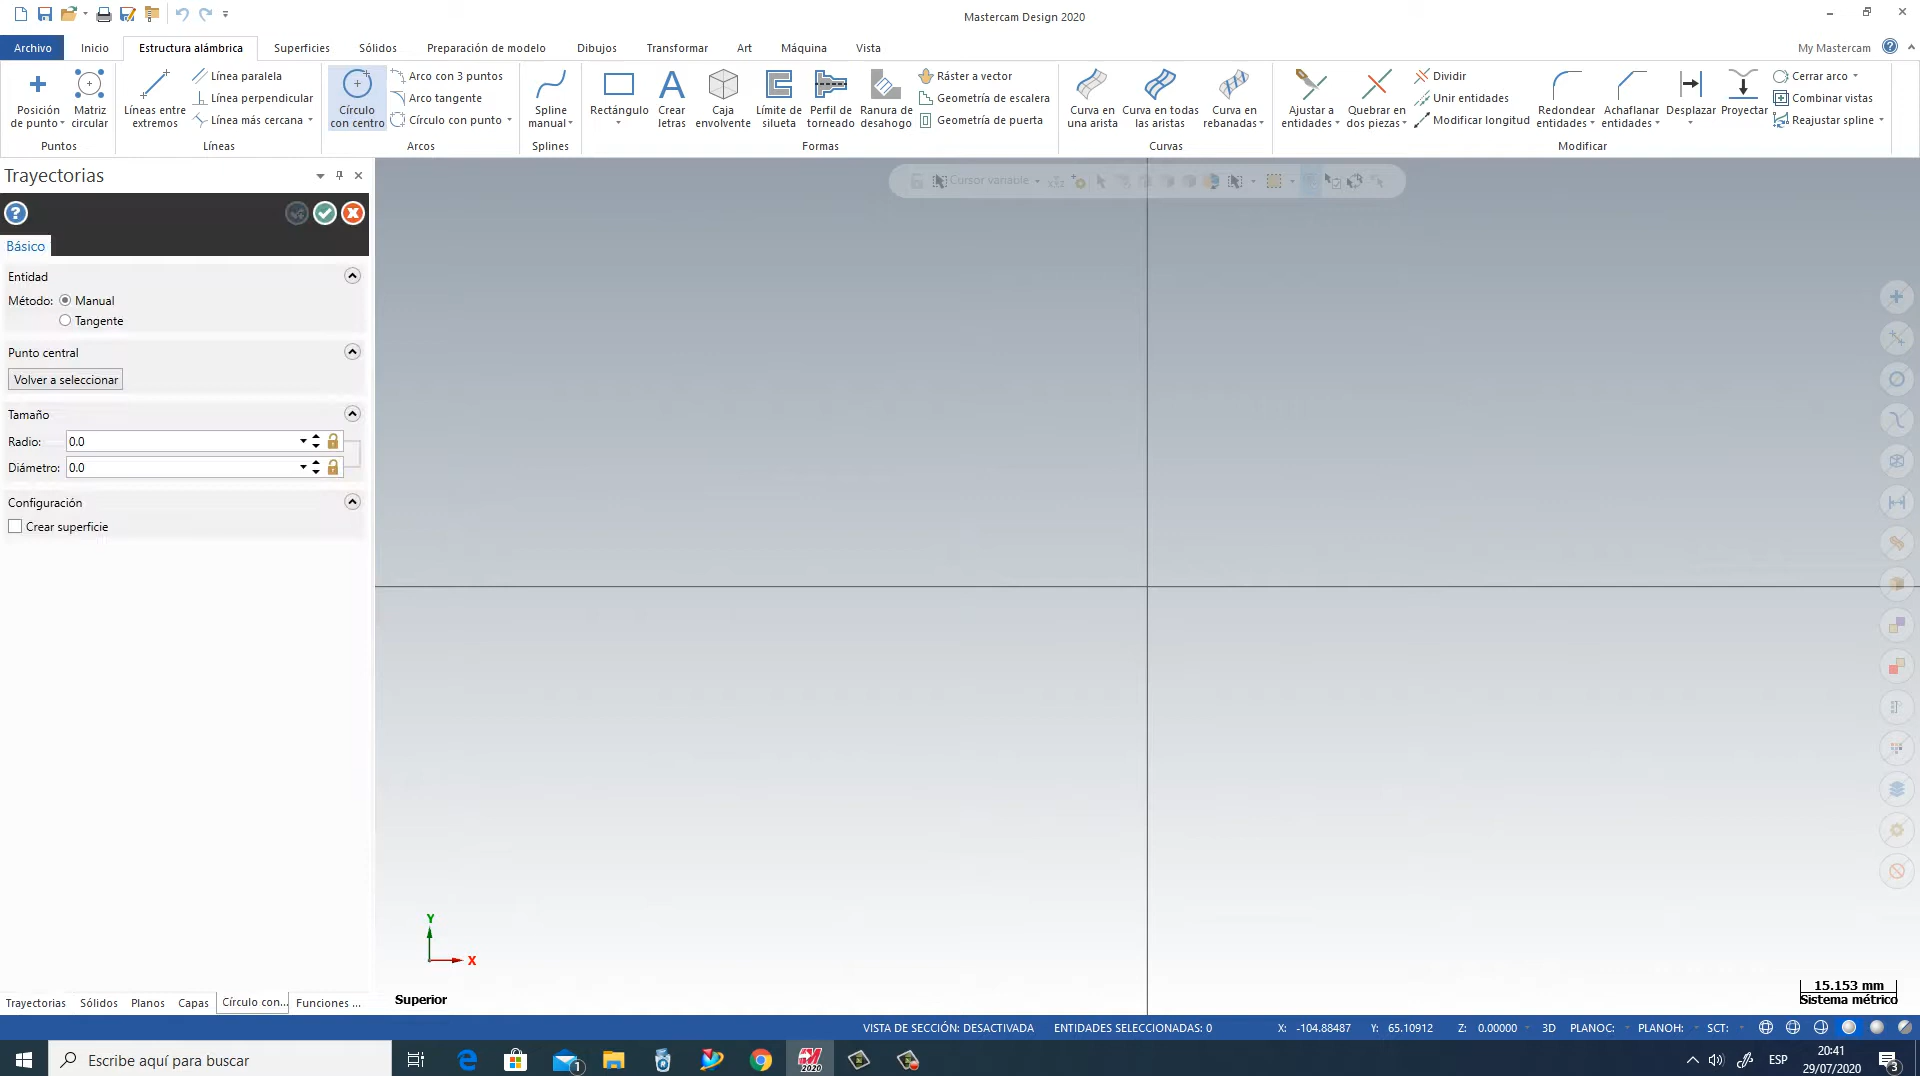 Mastercam Design 2020
Archivo Inicio Estructura alámbrica Superficies Sólidos Preparación de modelo Dibujos Transformar Art Máquina Vista My Mastercam
Posición de punto
Matriz circular
Puntos
Líneas entre extremos
Línea paralela
Línea perpendicular
Línea más cercana
Líneas
Círculo con centro
Arco con 3 puntos
Arco tangente
Círculo con punto
Arcos
Spline manual
Splines
Rectángulo
Crear letras
Caja envolvente
Límite de silueta
Perfil de torneado
Ranura de desahogo
Ráster a vector
Geometría de escalera
Geometría de puerta
Formas
Curva en una arista
Curva en todas las aristas
Curva en rebanadas
Curvas
Ajustar a entidades
Quebrar en dos piezas
Dividir
Unir entidades
Modificar longitud
Redondear entidades
Achaflanar entidades
Desplazar
Proyectar
Cerrar arco
Combinar vistas
Reajustar spline
Modificar
Trayectorias
Cursor variable
Básico
Entidad
Método: Manual
Tangente
Punto central
Volver a seleccionar
Tamaño
Radio: 0.0
Diámetro: 0.0
Configuración
Crear superficie
Y
X
Trayectorias Sólidos Planos Capas Círculo con... Funciones ...
Superior
15.153 mm
Sistema métrico
VISTA DE SECCIÓN: DESACTIVADA ENTIDADES SELECCIONADAS: 0 X: -104.88487 Y: 65.10912 Z: 0.00000 3D PLANOC: PLANOH: SCT:
Escribe aquí para buscar
1
2020
ESP
20:41
29/07/2020
3